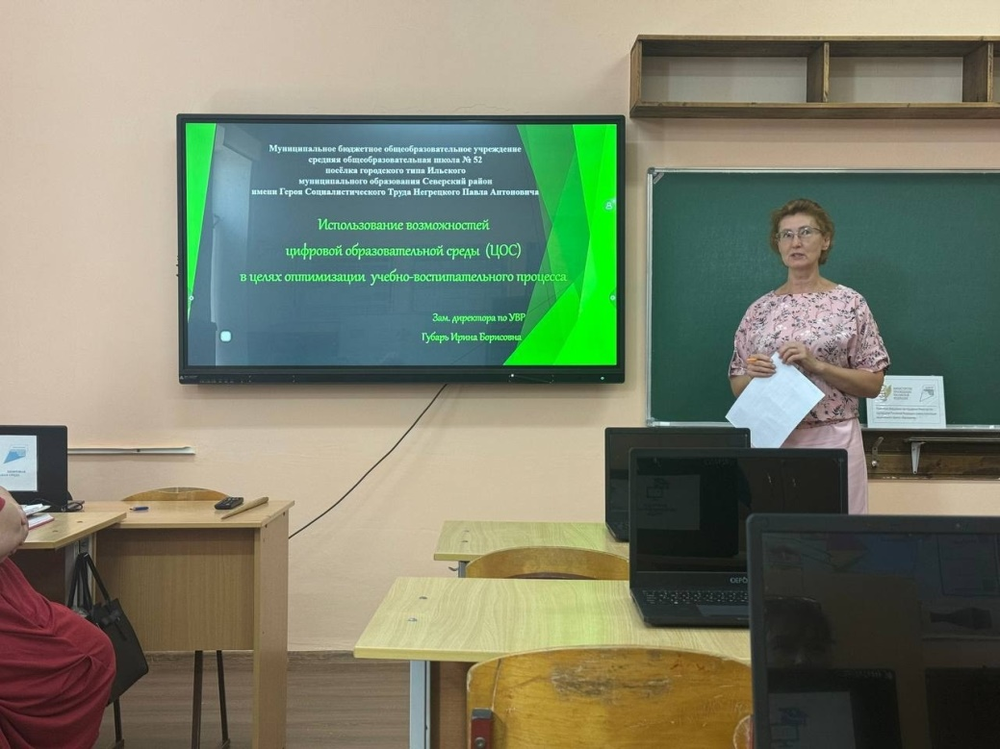 Муниципальное бюджетное общеобразовательное учреждение
средняя общеобразовательная школа № 52
посёлка городского типа Ильского
муниципального образования Северский район
имени Героя Социалистического Труда Негрецкого Павла Антоновича
Использование возможностей
цифровой образовательной среды (ЦОС)
в целях оптимизации учебно-воспитательного процесса
Зам. директора по УВР
Губарь Ирина Борисовна